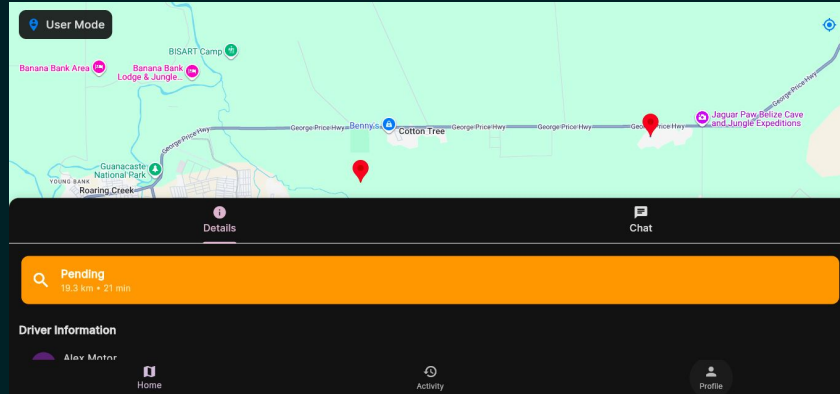 User Mode
BISART Camp
Banana Bank Area
Banana Bank
Lodge & Jungle...
George Price Hwy
Jaguar Paw Belize Cave
and Jungle Expeditions
George Price Hwy
George Price Hwy
Benny's
Cotton Tree
George Price Hwy
George Price Hwy
George Price Hwy
Guanacaste
National Park
YOUNG BANK
Roaring Creek
Details
Chat
Pending
19.3 km • 21 min
Driver Information
Alex Motor
Home
Activity
Profile